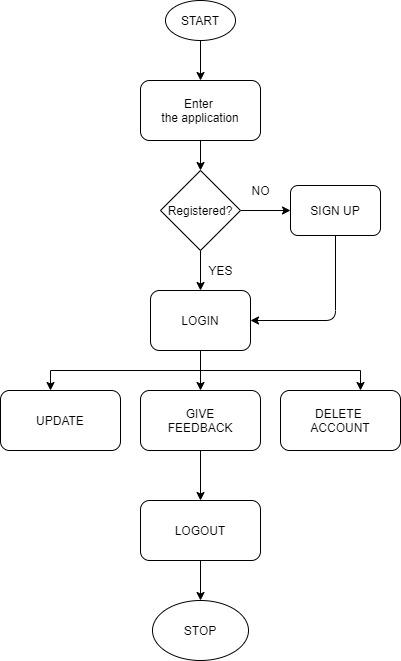 START
Enter
the application
Registered?
NO
SIGN UP
YES
LOGIN
UPDATE
GIVE
FEEDBACK
DELETE
ACCOUNT
LOGOUT
STOP